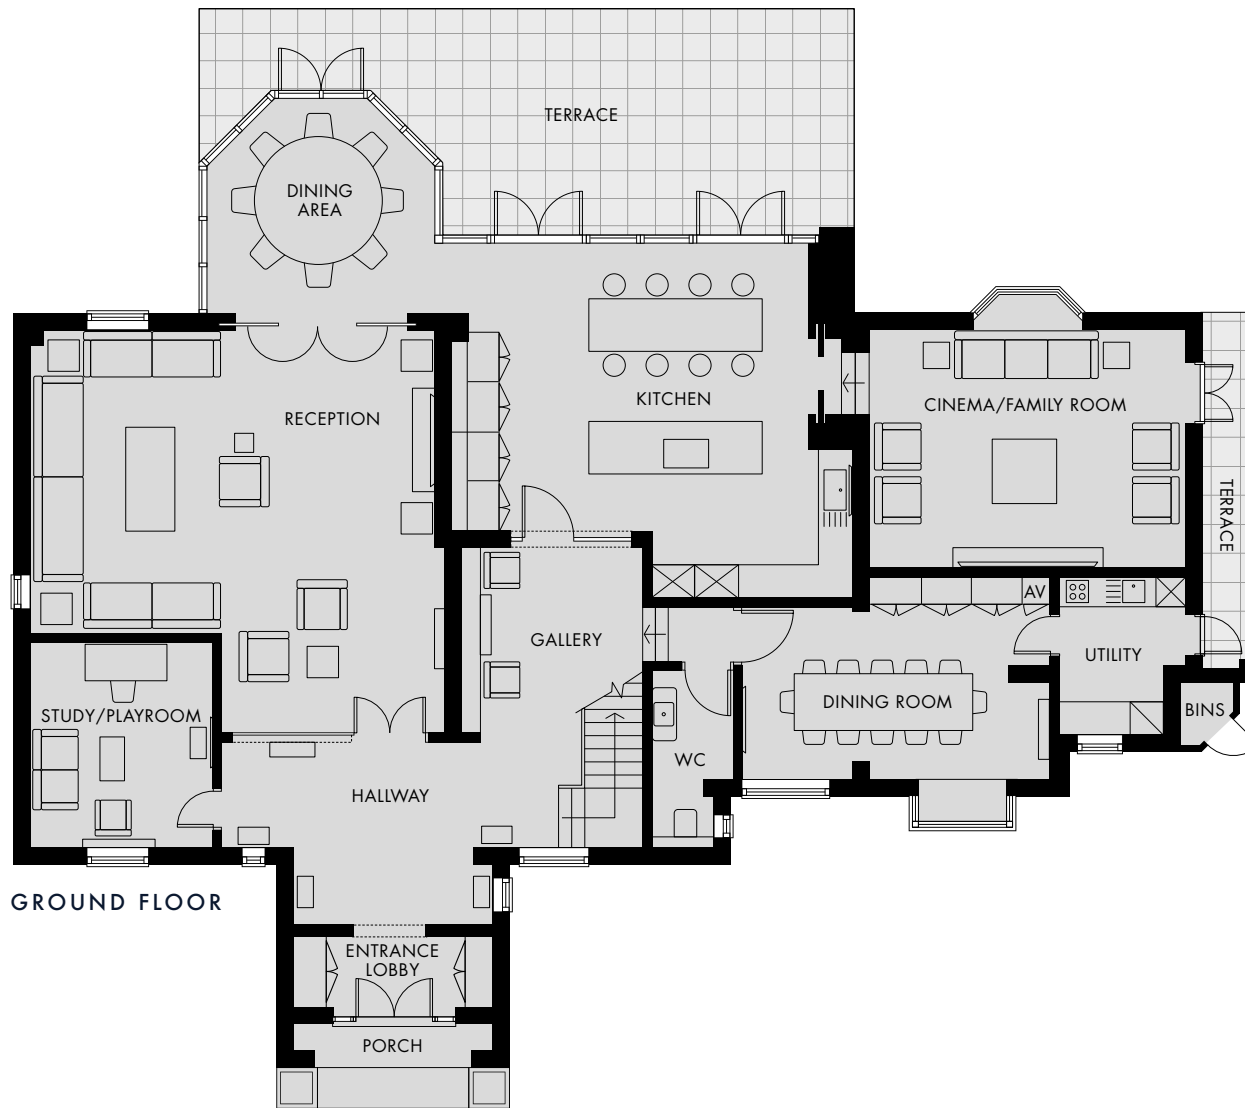 TERRACE
DINING
AREA
RECEPTION
KITCHEN
CINEMA/FAMILY ROOM
TERRACE
AV
GALLERY
UTILITY
STUDY/PLAYROOM
DINING ROOM
BINS
WC
HALLWAY
GROUND FLOOR
ENTRANCE
LOBBY
PORCH